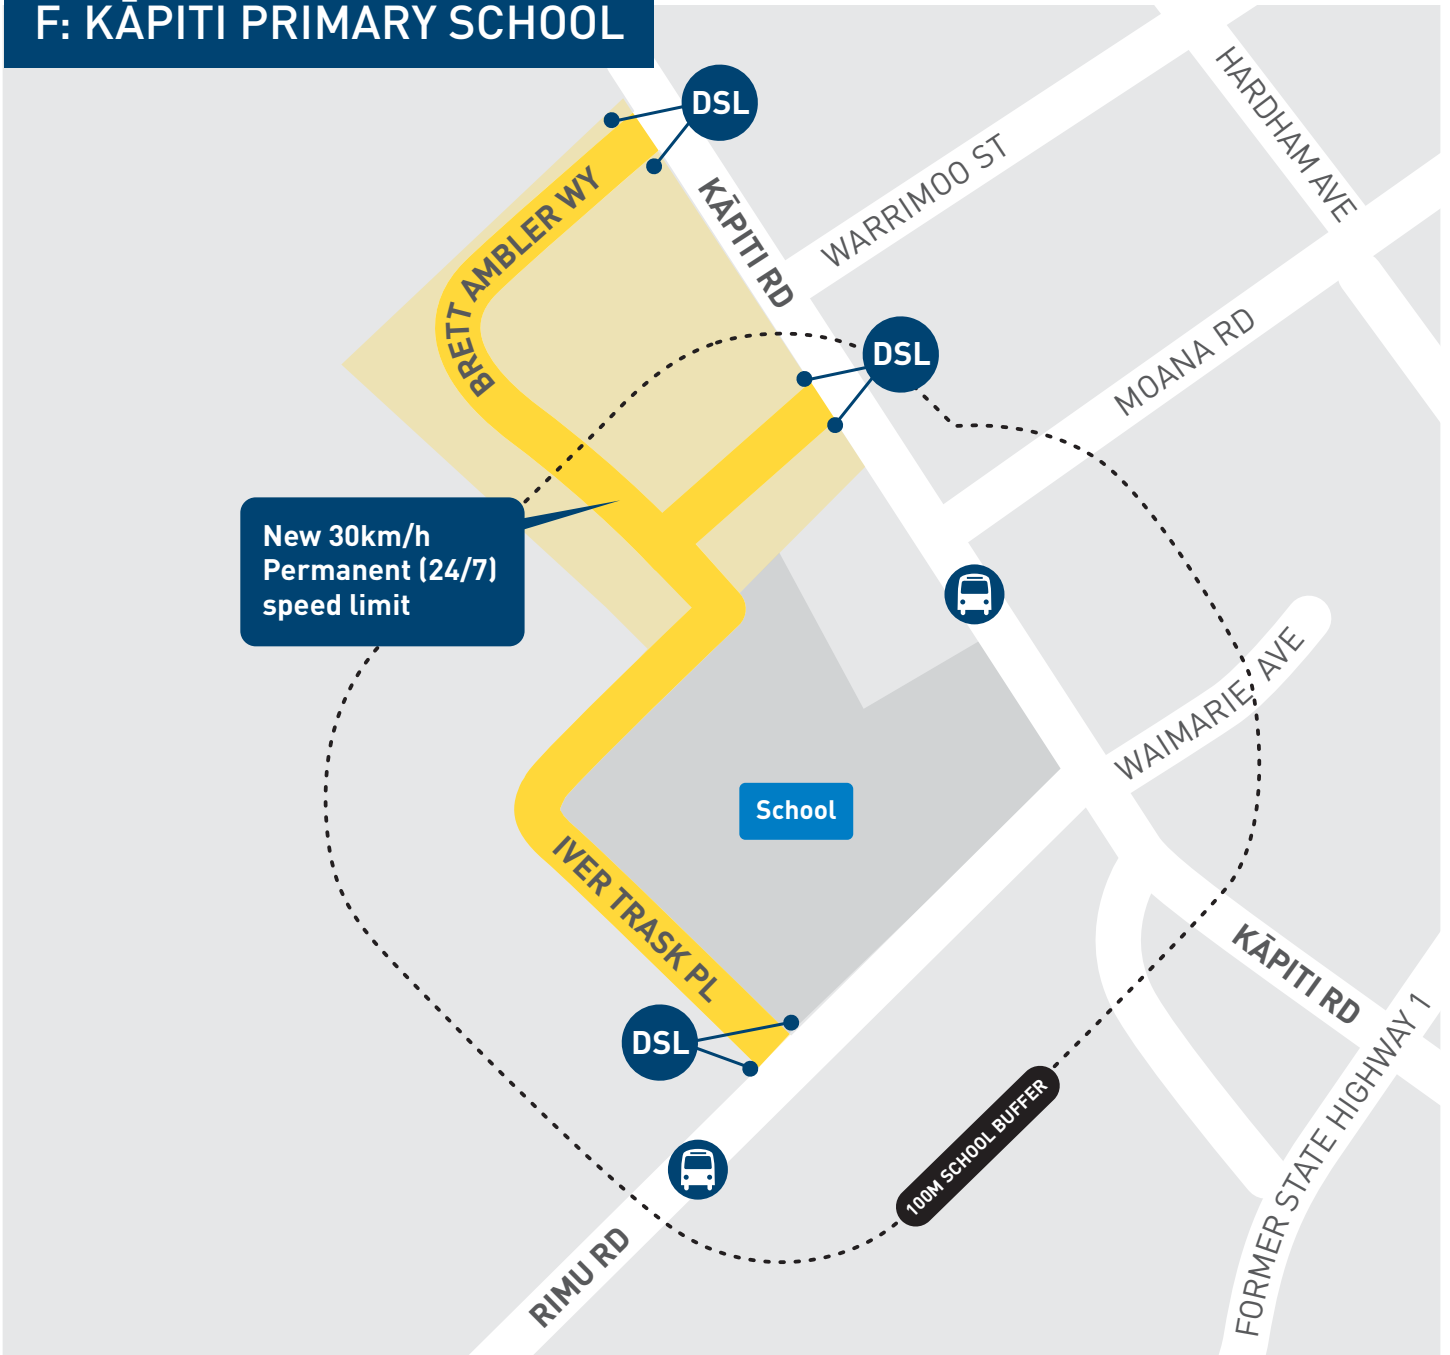 F: KĀPITI PRIMARY SCHOOL
DSL
HARDHAM AVE
WARRIMOO ST
BRETT AMBLER WY
KĀPITI RD
DSL
MOANA RD
New 30km/h
Permanent (24/7)
speed limit
WAIMARIE AVE
School
IVER TRASK PL
KĀPITI RD
DSL
FORMER STATE HIGHWAY 1
100M SCHOOL BUFFER
RIMU RD